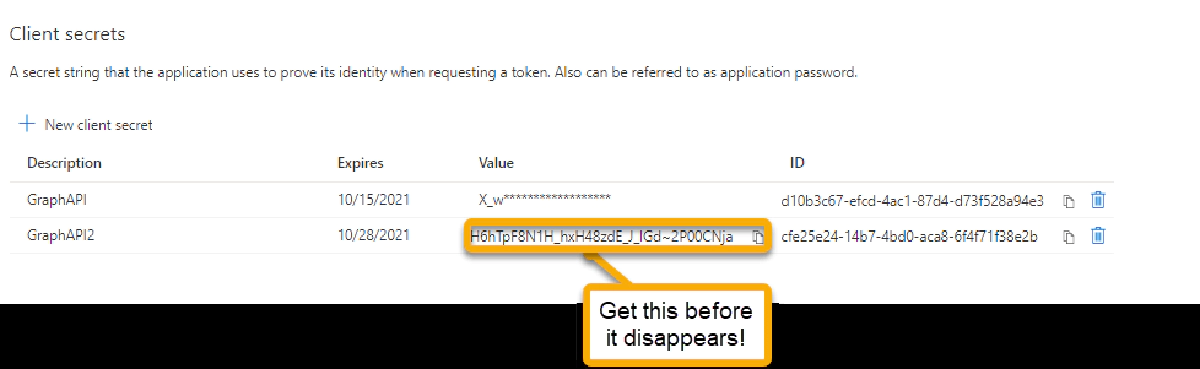 Client secrets
A secret string that the application uses to prove its identity when requesting a token. Also can be referred to as application password.
New client secret
Description Expires Value ID
GraphAPI 10/15/2021 X_w****************** d10b3c67-efcd-4ac1-87d4-d73f528a94e3
GraphAPI2 10/28/2021 H6hTpF8N1H_hxH48zdE_J_IGd~2P00CNja cfe25e24-14b7-4bd0-aca8-6f4f71f38e2b
Get this before
it disappears!